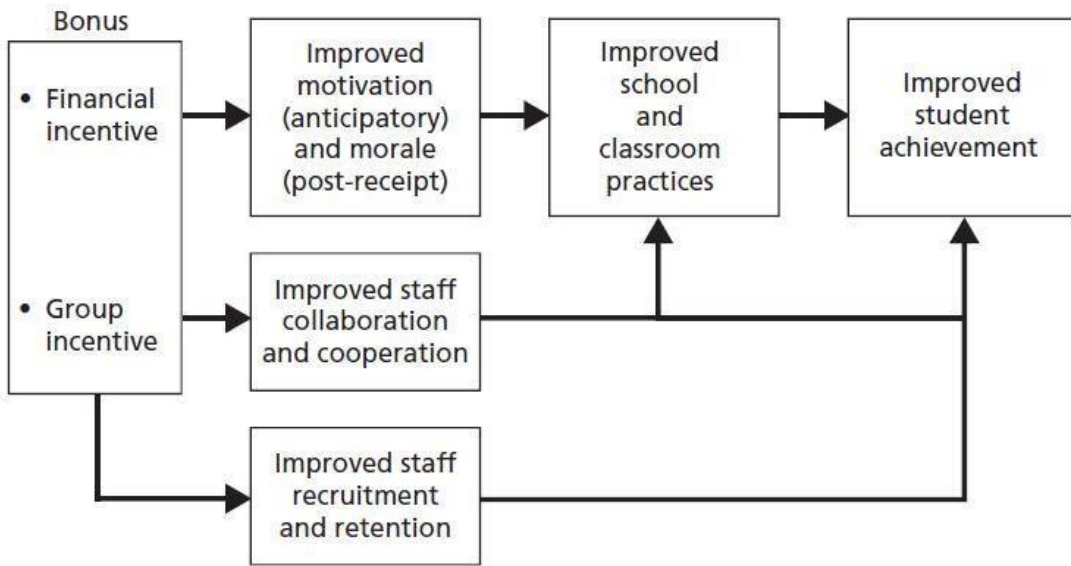 Bonus
• Financial
incentive
• Group
incentive
Improved
motivation
(anticipatory)
and morale
(post-receipt)
Improved
school
and
classroom
practices
Improved
student
achievement
Improved staff
collaboration
and cooperation
Improved staff
recruitment
and retention